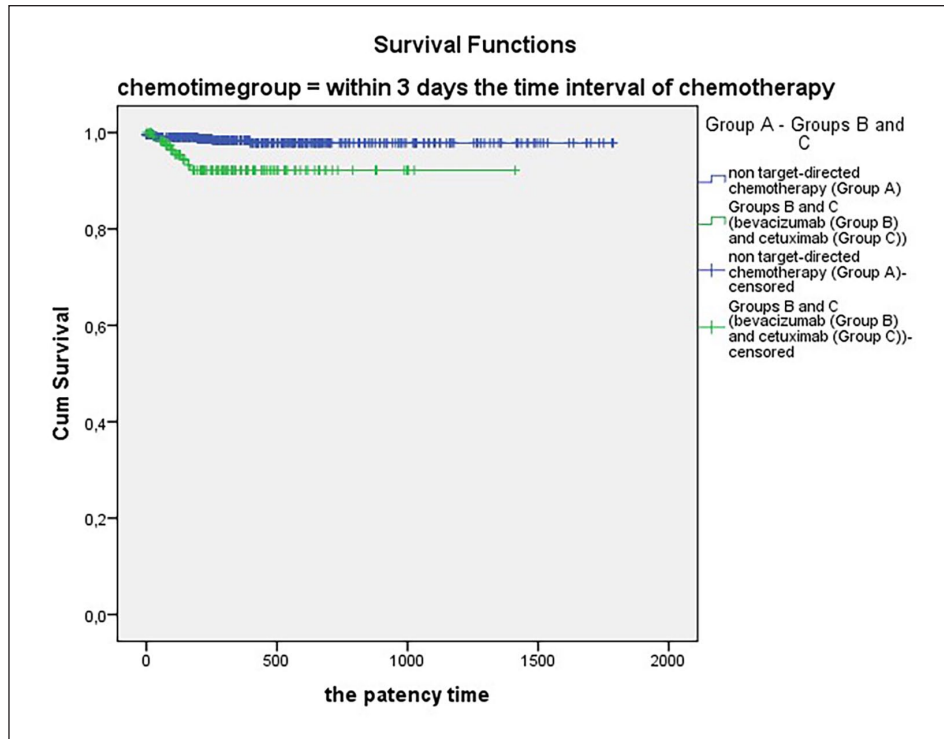 Survival Functions
chemotimegroup = within 3 days the time interval of chemotherapy
Group A - Groups B and
C
non target-directed
chemotherapy (Group A)
Groups B and C
(bevacizumab (Group B)
and cetuximab (Group C))
non target-directed
chemotherapy (Group A)-
censored
Groups B and C
(bevacizumab (Group B)
and cetuximab (Group C))-
censored
Cum Survival
1,0
0,8
0,6
0,4
0,2
0,0
0
500
1000
1500
2000
the patency time